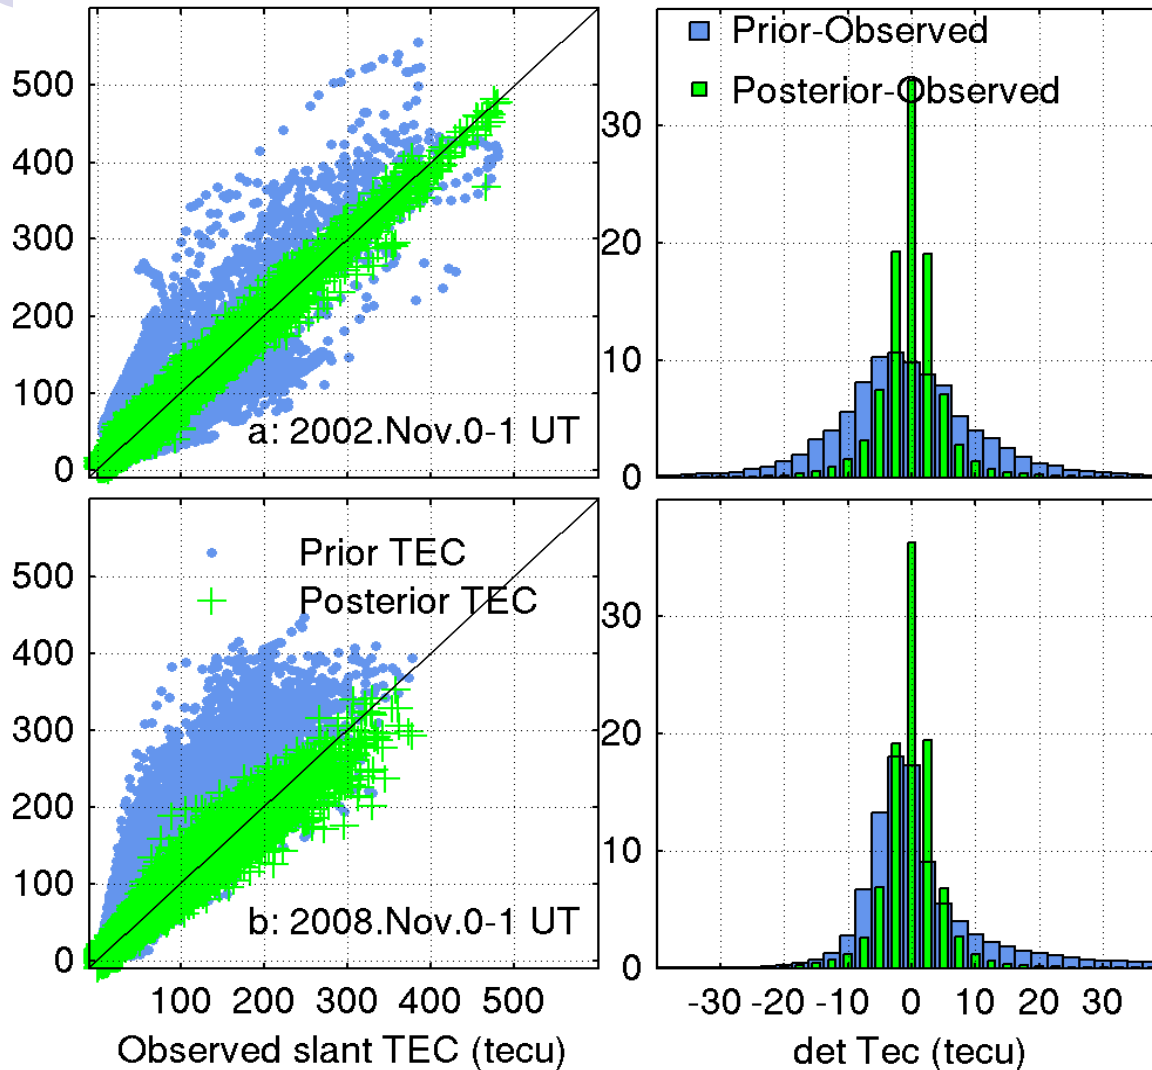 500
400
300
200
100
0
a: 2002.Nov.0-1 UT
Prior-Observed
Posterior-Observed
30
20
10
0
500
400
300
200
100
0
Prior TEC
Posterior TEC
b: 2008.Nov.0-1 UT
100 200 300 400 500
Observed slant TEC (tecu)
30
20
10
0
-30 -20 -10 0 10 20 30
det Tec (tecu)